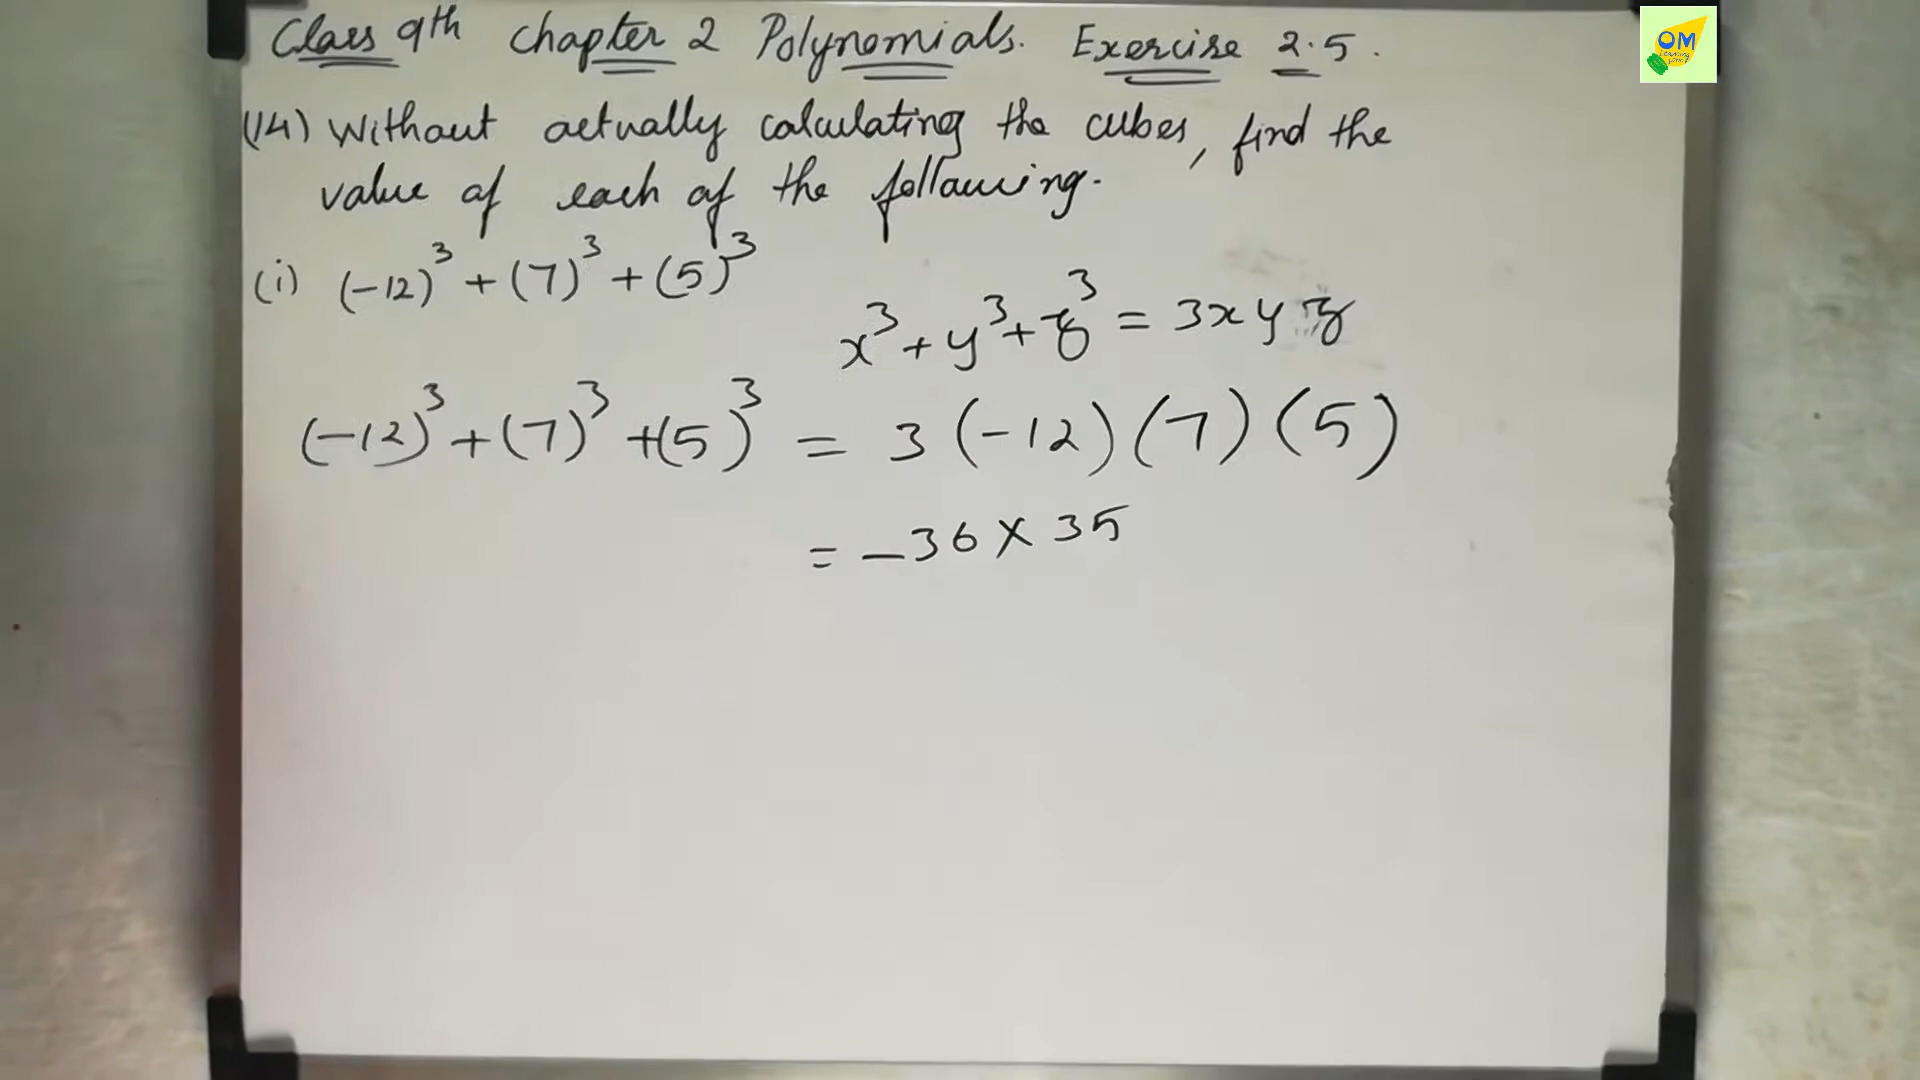 Class 9th chapter 2 Polynomials. Exercise 2.5.
(14) Without actually calculating the cubes, find the
value of each of the following.
(i) (-12)³ + (7)³ + (5)³
x³ + y³ + z³ = 3xyz
(-12)³ + (7)³ + (5)³ = 3 (-12) (7) (5)
= -36 × 35
OM
Learning